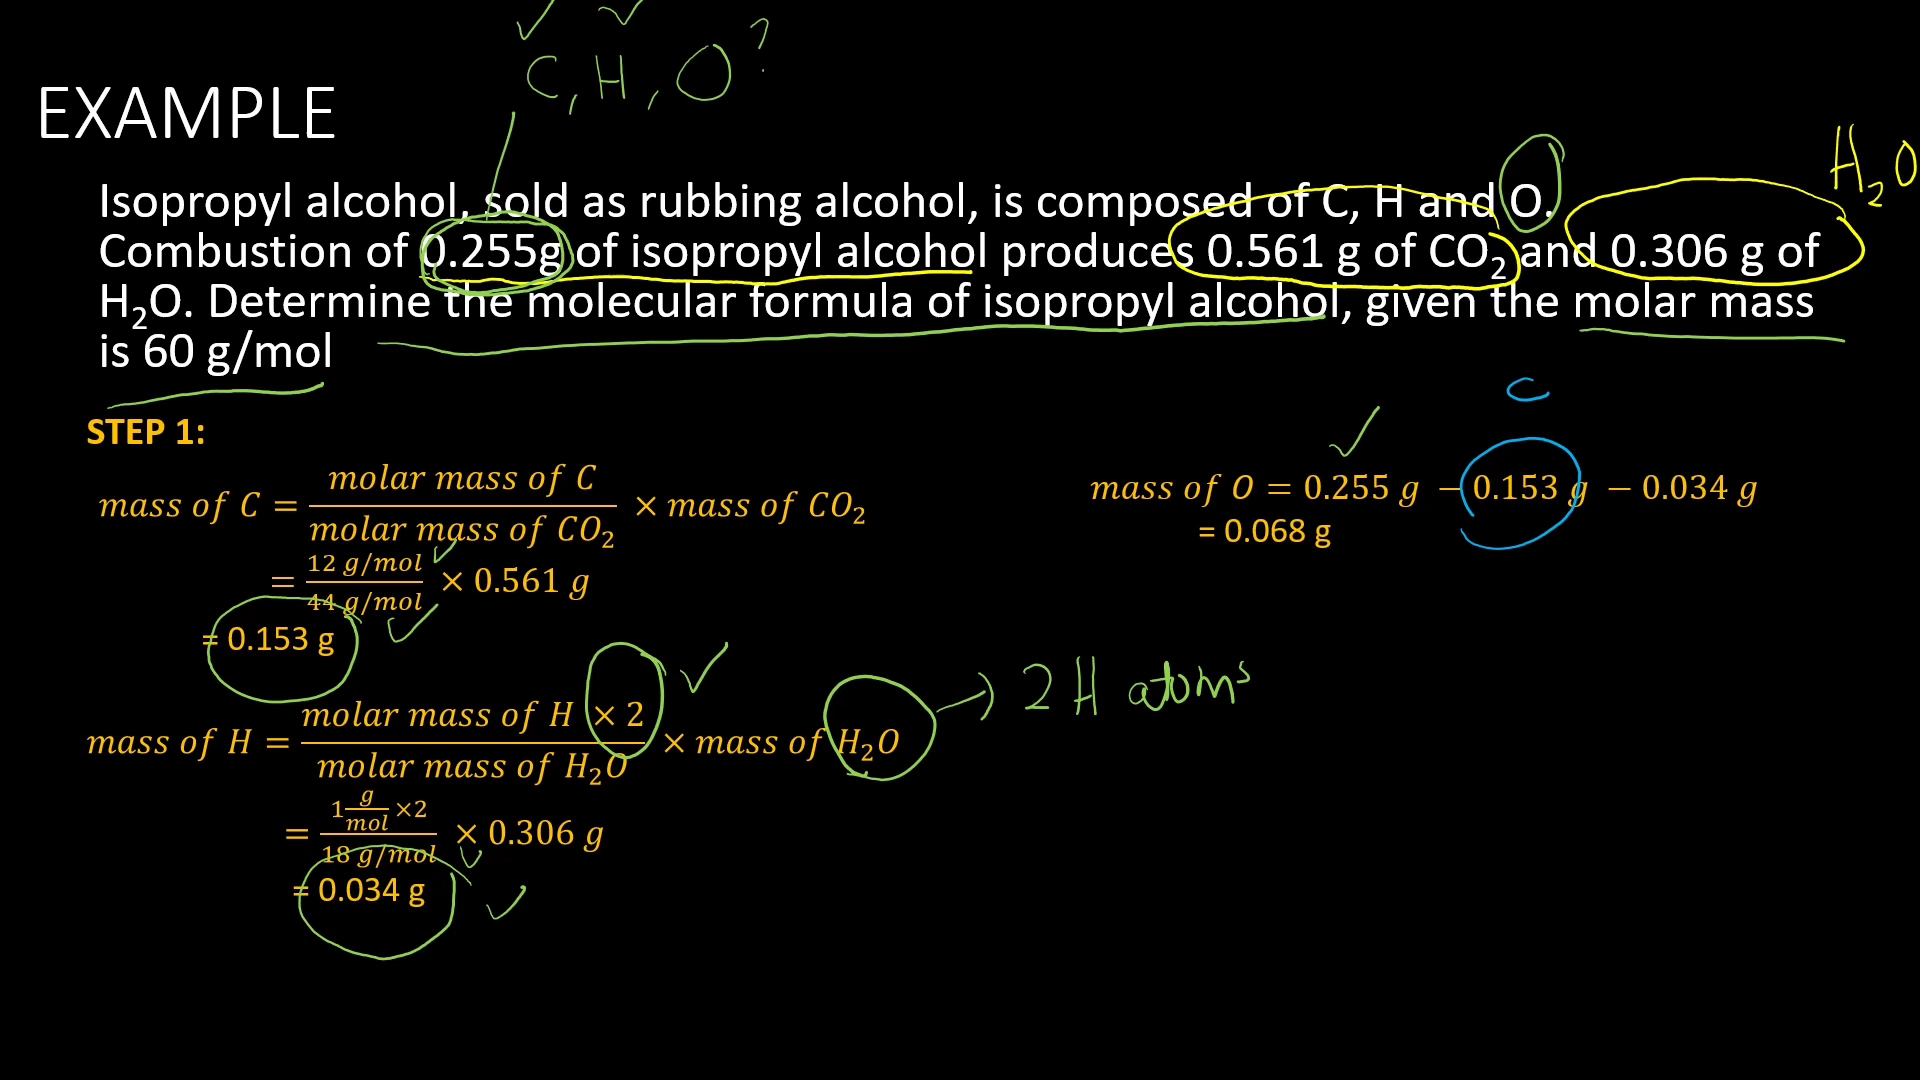 C, H, O?
EXAMPLE
H₂O
Isopropyl alcohol, sold as rubbing alcohol, is composed of C, H and O.
Combustion of 0.255g of isopropyl alcohol produces 0.561 g of CO₂ and 0.306 g of
H₂O. Determine the molecular formula of isopropyl alcohol, given the molar mass
is 60 g/mol
C
STEP 1:
mass of C = molar mass of C / molar mass of CO₂ × mass of CO₂
= 12 g/mol / 44 g/mol × 0.561 g
= 0.153 g
mass of H = molar mass of H × 2 / molar mass of H₂O × mass of H₂O → 2 H atoms
= 1 g/mol ×2 / 18 g/mol × 0.306 g
= 0.034 g
mass of O = 0.255 g − 0.153 g − 0.034 g
= 0.068 g